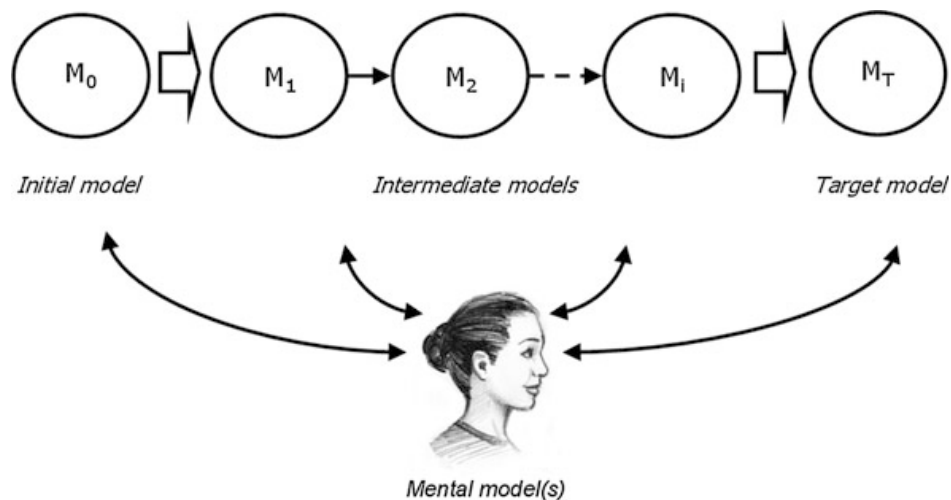 M0 M1 M2 Mi MT
Initial model Intermediate models Target model
Mental model(s)